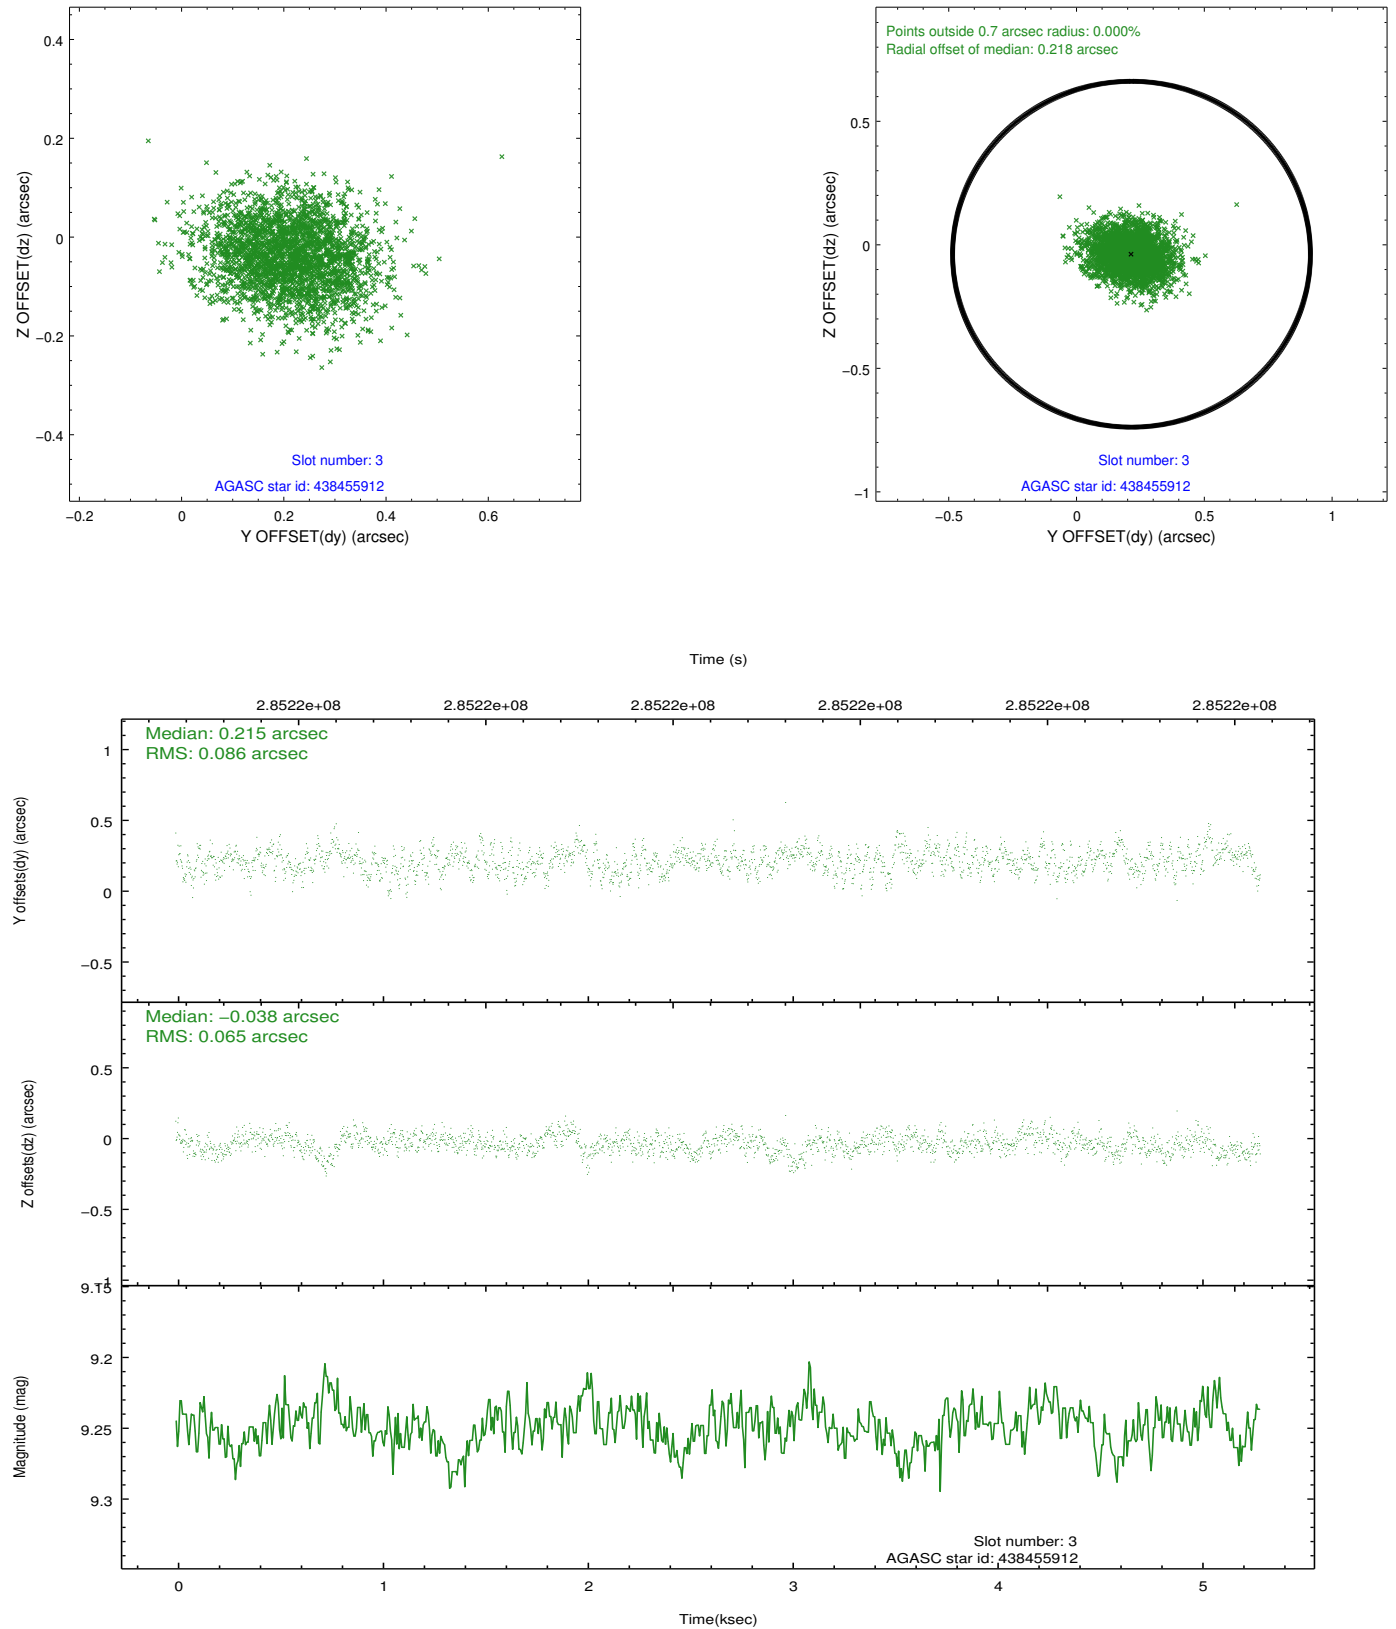 0.4
0.2
0
−0.2
−0.4
Z OFFSET(dz) (arcsec)
Slot number: 3
AGASC star id: 438455912
−0.2 0 0.2 0.4 0.6
Y OFFSET(dy) (arcsec)
Points outside 0.7 arcsec radius: 0.000%
Radial offset of median: 0.218 arcsec
0.5
0
−0.5
−1
Z OFFSET(dz) (arcsec)
Slot number: 3
AGASC star id: 438455912
−0.5 0 0.5 1
Y OFFSET(dy) (arcsec)
Time (s)
2.8522e+08 2.8522e+08 2.8522e+08 2.8522e+08 2.8522e+08 2.8522e+08
Median: 0.215 arcsec
RMS: 0.086 arcsec
1
0.5
0
−0.5
Y offsets(dy) (arcsec)
Median: −0.038 arcsec
RMS: 0.065 arcsec
0.5
0
−0.5
−1
Z offsets(dz) (arcsec)
9.15
9.2
9.25
9.3
Magnitude (mag)
Slot number: 3
AGASC star id: 438455912
0 1 2 3 4 5
Time(ksec)